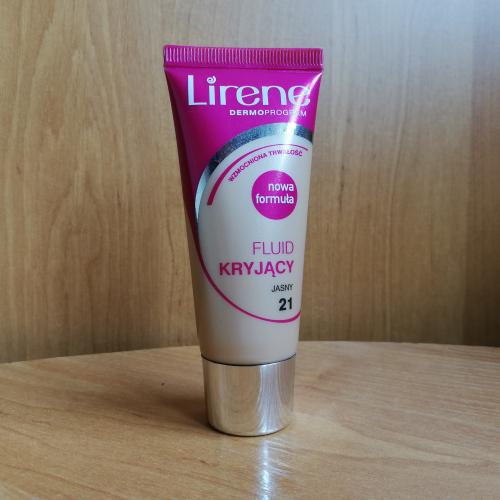 Lirene
DERMOPROGRAM
WZMOCNIONA TRWAŁOŚĆ
nowa
formuła
FLUID
KRYJĄCY
JASNY
21